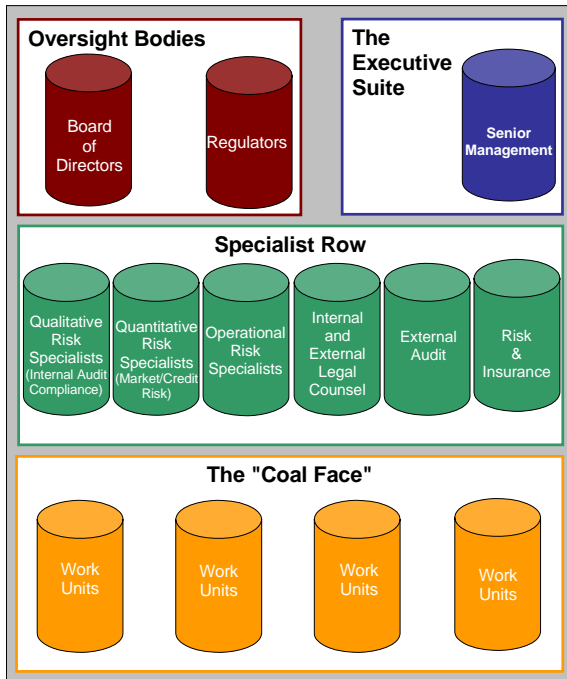 Oversight Bodies
Board
of
Directors
Regulators
The
Executive
Suite
Senior
Management
Specialist Row
Qualitative
Risk
Specialists
(Internal Audit
Compliance)
Quantitative
Risk
Specialists
(Market/Credit
Risk)
Operational
Risk
Specialists
Internal
and
External
Legal
Counsel
External
Audit
Risk
&
Insurance
The "Coal Face"
Work
Units
Work
Units
Work
Units
Work
Units